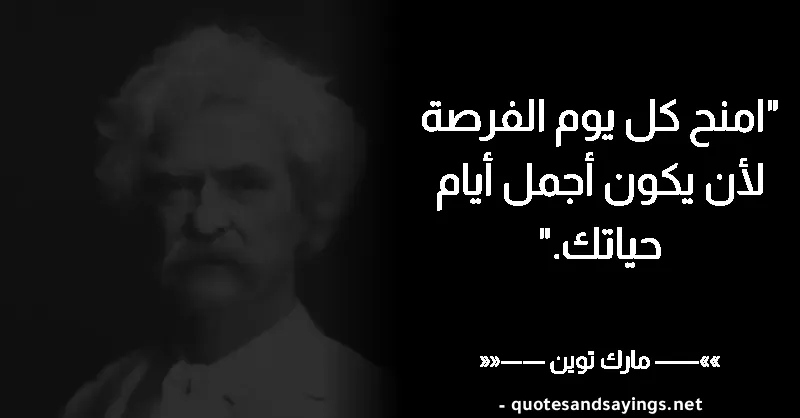 "امنح كل يوم الفرصة
لأن يكون أجمل أيام
حياتك."
»»—— مارك توين ——««
- quotesandsayings.net